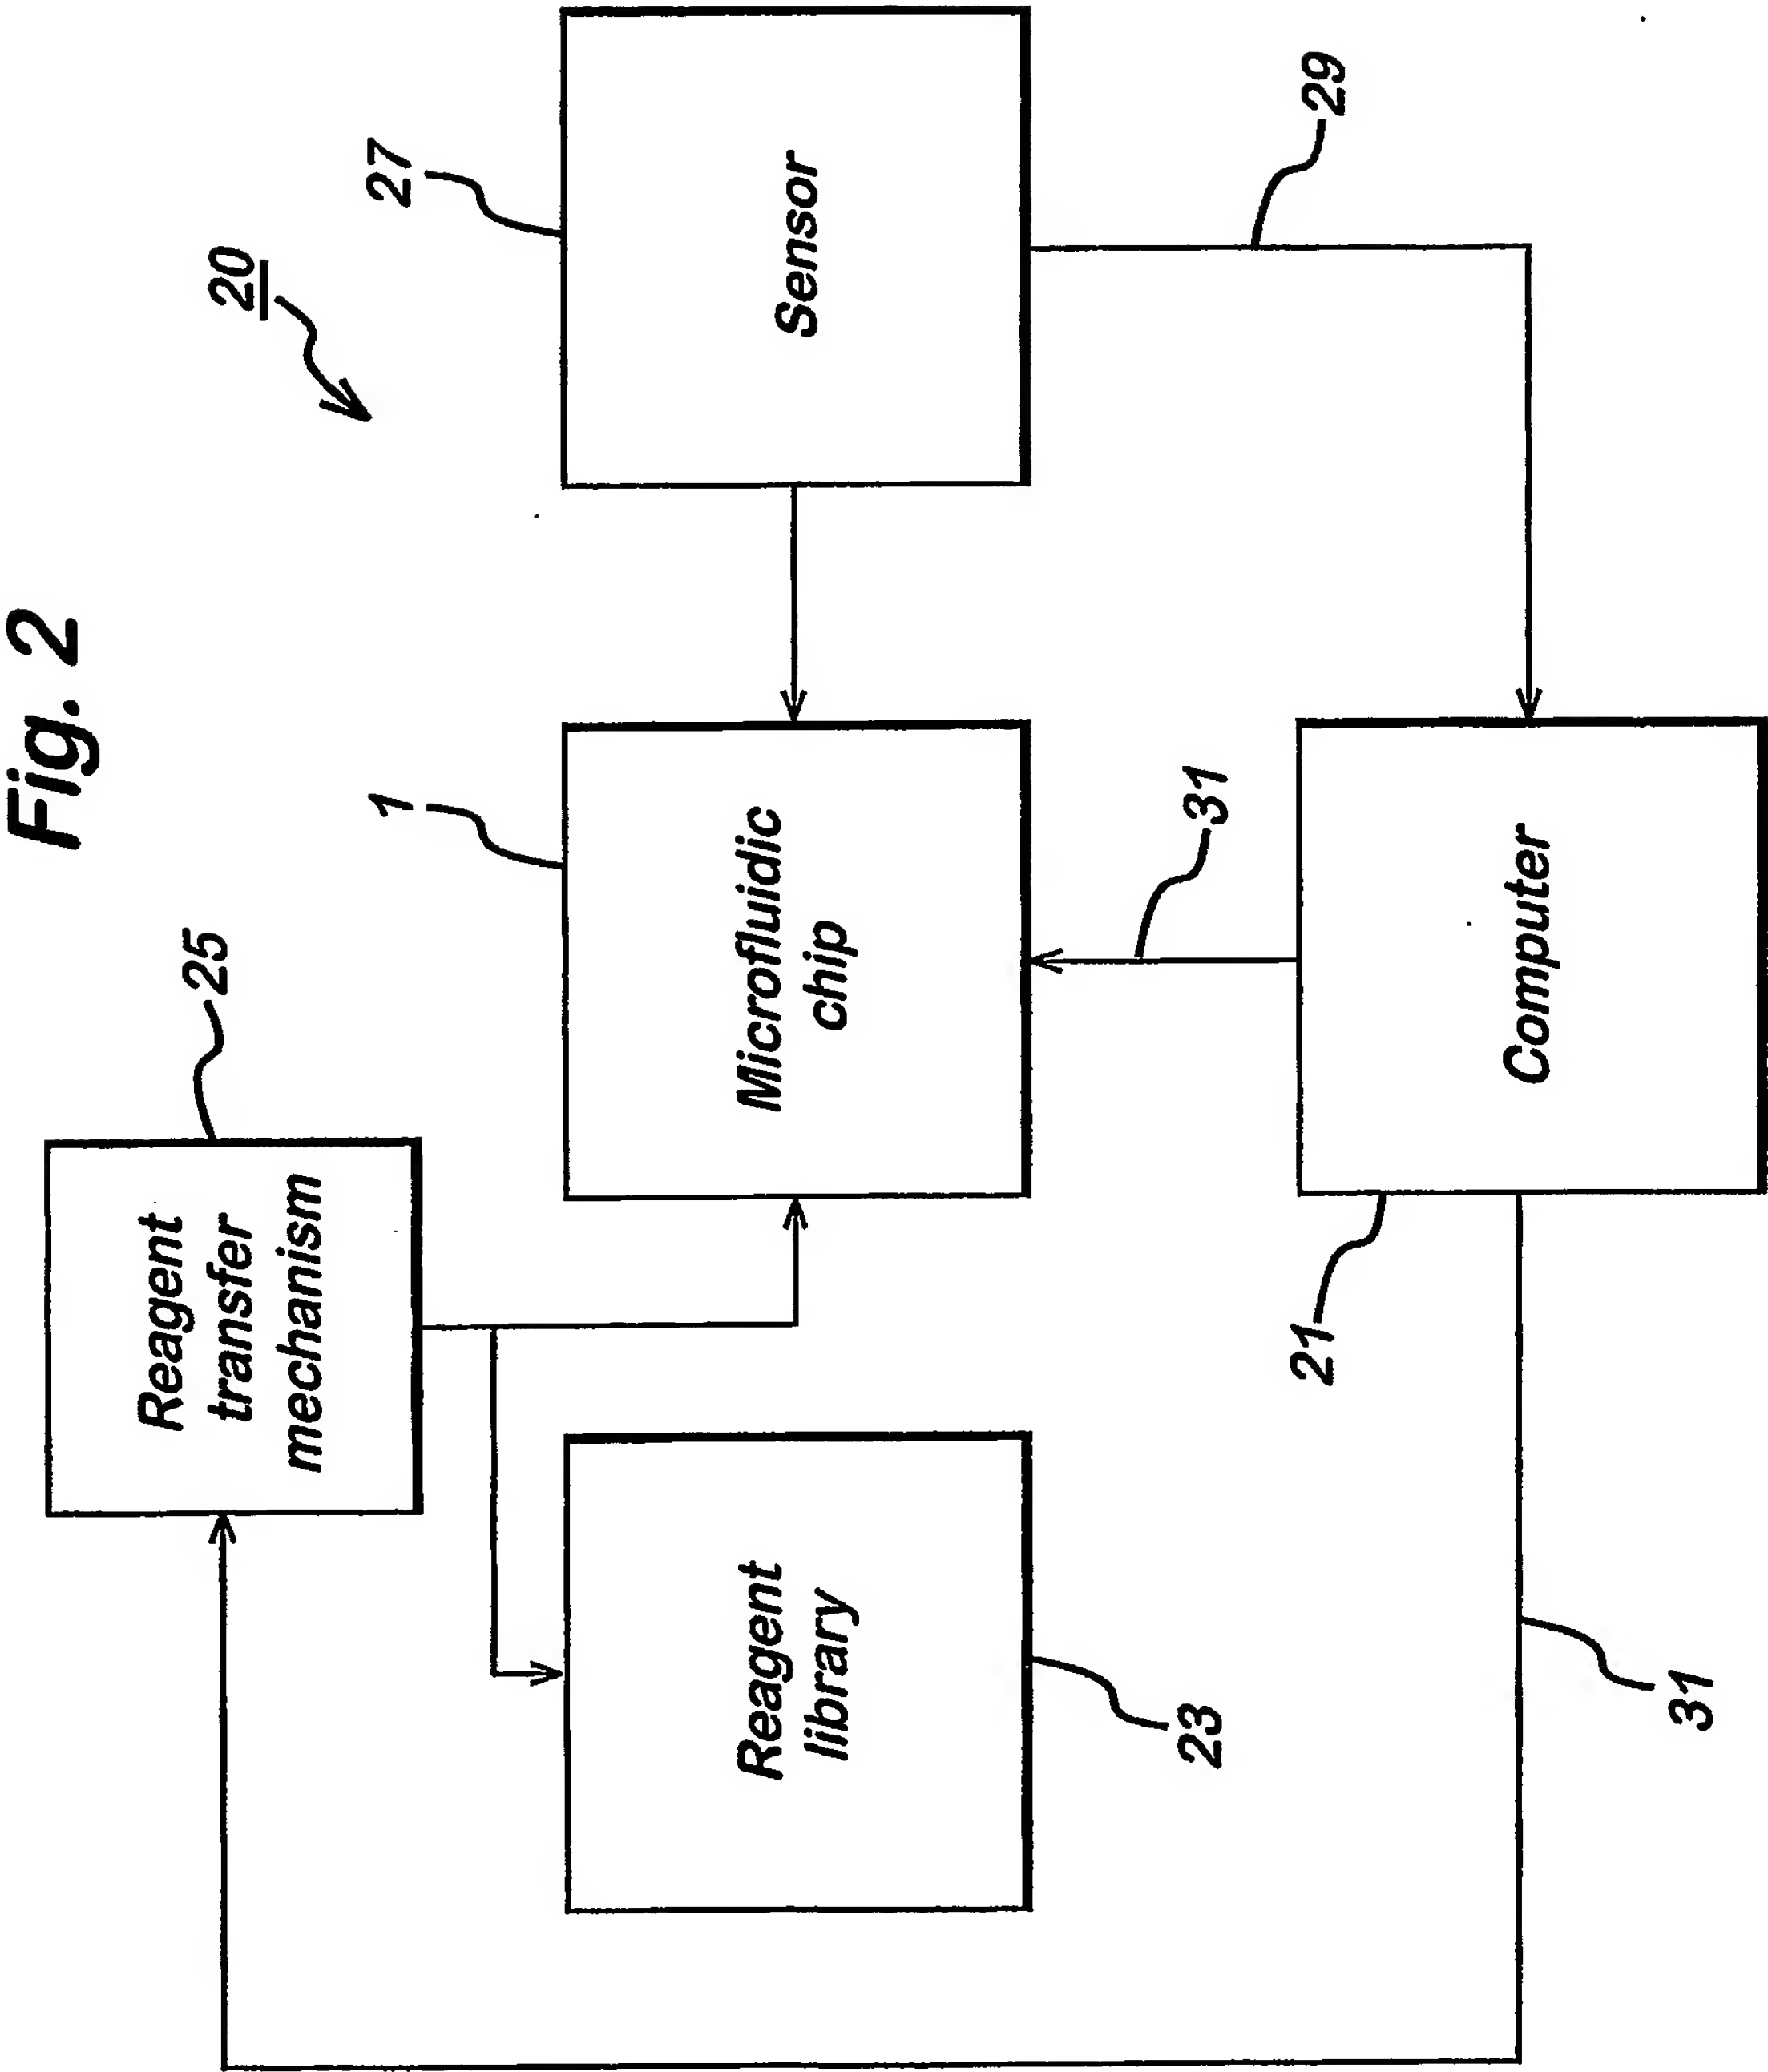 Fig. 2
20
25
Reagent
transfer
mechanism
1
27
Reagent
library
Microfluidic
chip
Sensor
23
31
29
21
Computer
31